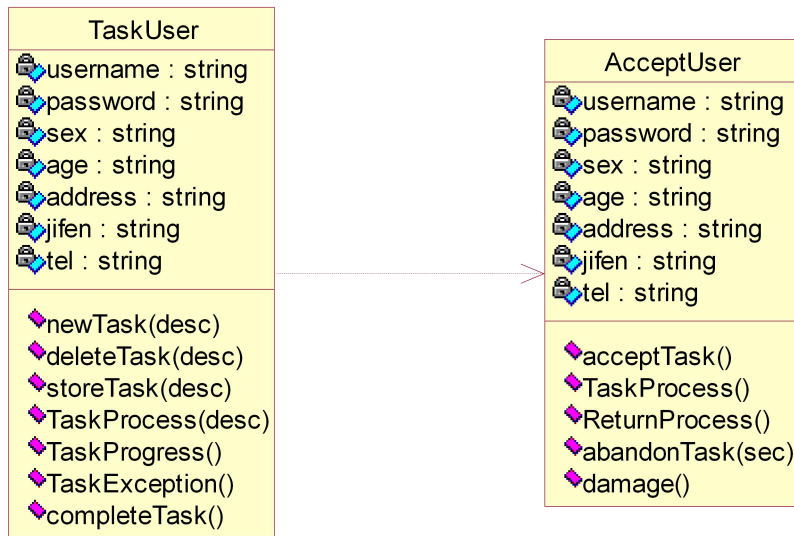 TaskUser
username : string
password : string
sex : string
age : string
address : string
jifen : string
tel : string
newTask(desc)
deleteTask(desc)
storeTask(desc)
TaskProcess(desc)
TaskProgress()
TaskException()
completeTask()
AcceptUser
username : string
password : string
sex : string
age : string
address : string
jifen : string
tel : string
acceptTask()
TaskProcess()
ReturnProcess()
abandonTask(sec)
damage()